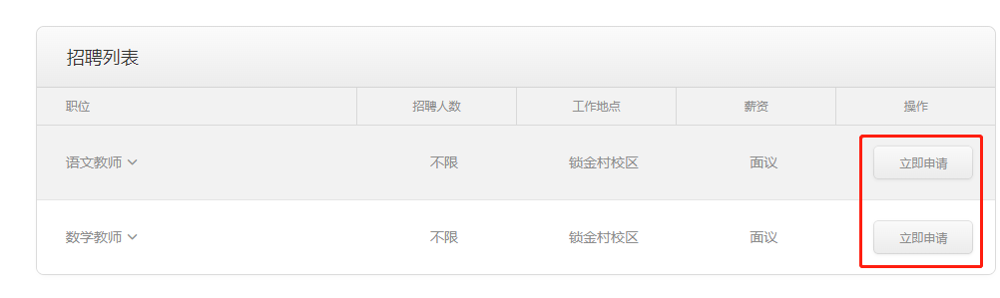 招聘列表
职位 招聘人数 工作地点 薪资 操作
语文教师 不限 锁金村校区 面议 立即申请
数学教师 不限 锁金村校区 面议 立即申请